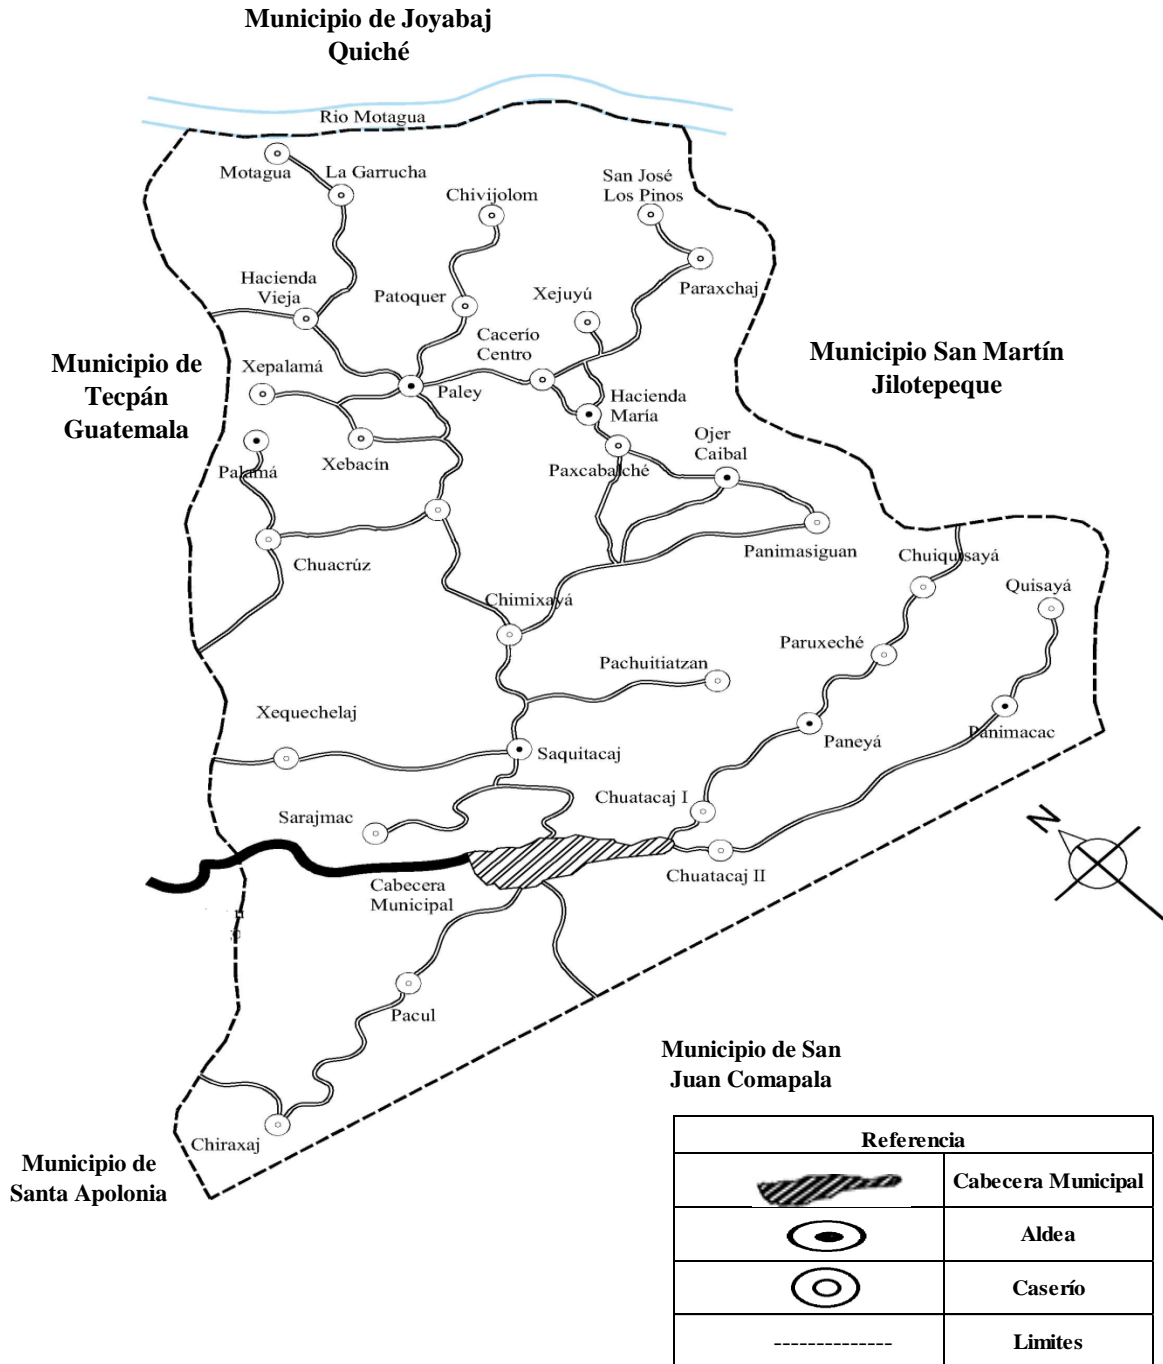 Municipio de Joyabaj
Quiché
Rio Motagua
Motagua
La Garrucha
Chivijolom
San José
Los Pinos
Hacienda
Vieja
Patoquer
Xejuyú
Paraxchaj
Cacerío
Centro
Municipio de
Tecpán
Guatemala
Xepalamá
Paley
Hacienda
María
Municipio San Martín
Jilotepeque
Palamá
Xebacín
Paxcabalché
Ojer
Caibal
Chuacrúz
Panimasiguan
Chuiquisayá
Quisayá
Chimixayá
Paruxeché
Pachuitiatzan
Xequechelaj
Saquitacaj
Paneyá
Panimacac
Sarajmac
Chuatacaj I
N
Cabecera
Municipal
Chuatacaj II
Pacul
Municipio de San
Juan Comapala
Chiraxaj
Municipio de
Santa Apolonia
Referencia
Cabecera Municipal
Aldea
Caserío
Limites